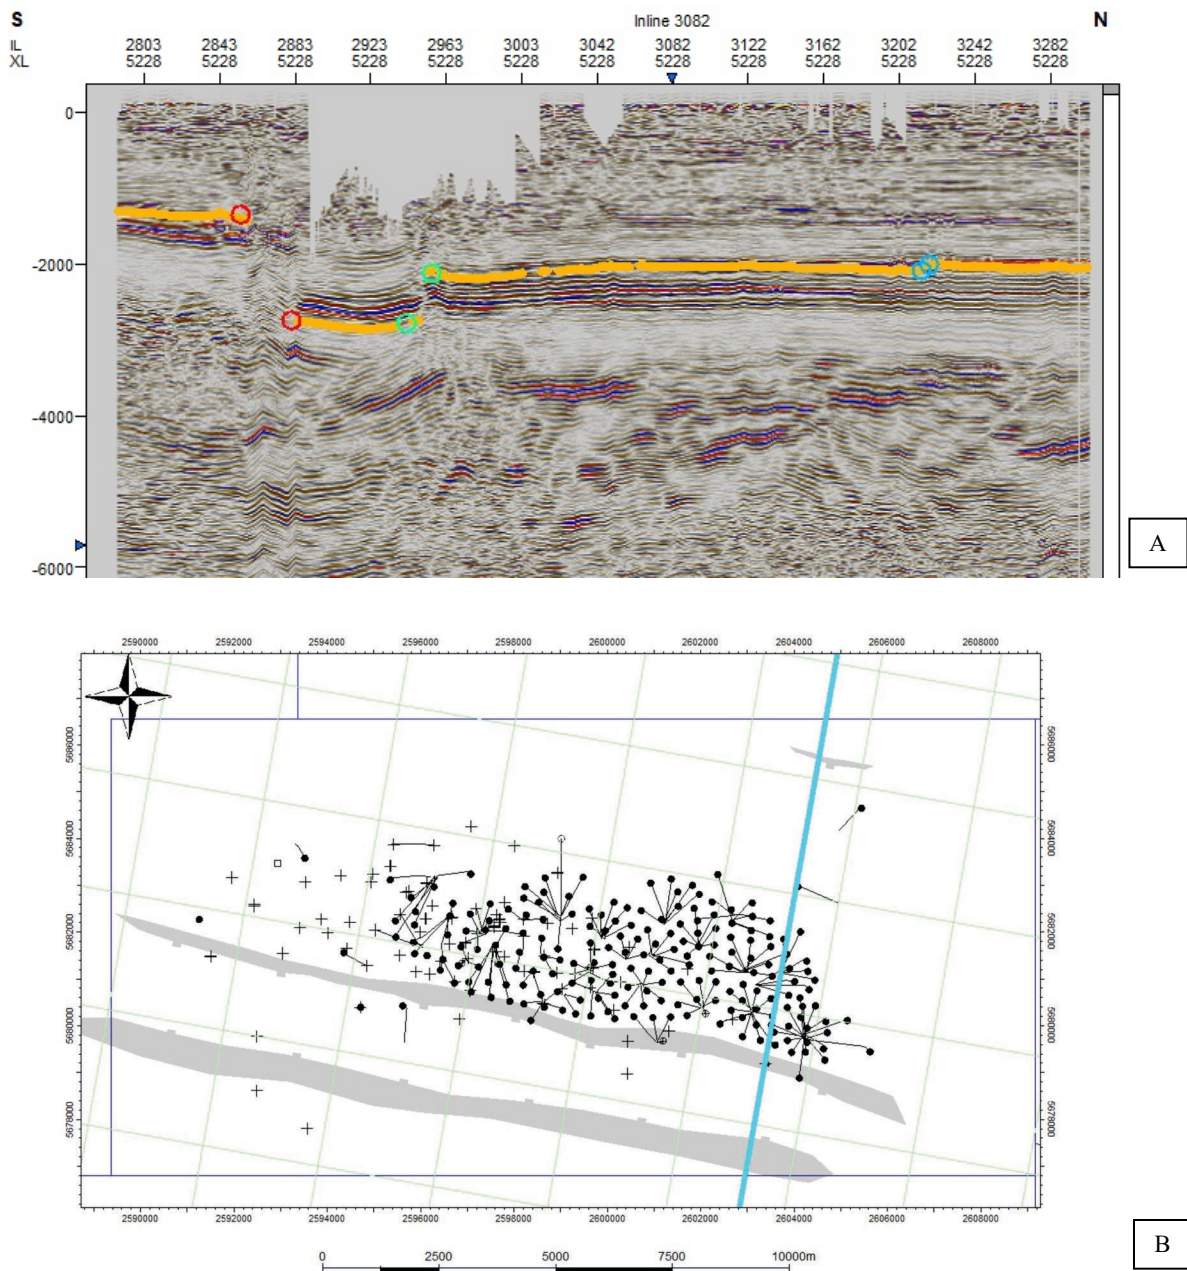 S Inline 3082 N
IL 2803 2843 2883 2923 2963 3003 3042 3082 3122 3162 3202 3242 3282
XL 5228 5228 5228 5228 5228 5228 5228 5228 5228 5228 5228 5228 5228
0
-2000
-4000
-6000
A
2590000 2592000 2594000 2596000 2598000 2600000 2602000 2604000 2606000 2608000
5686000 5686000
5684000 5684000
5682000 5682000
5680000 5680000
5678000 5678000
2590000 2592000 2594000 2596000 2598000 2600000 2602000 2604000 2606000 2608000
0 2500 5000 7500 10000m
B